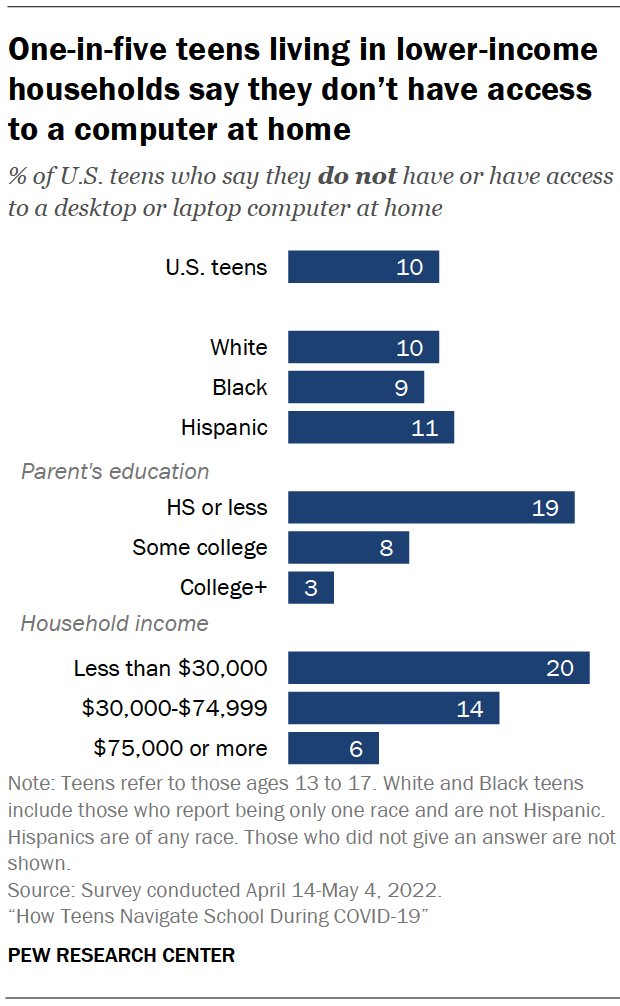 One-in-five teens living in lower-income
households say they don’t have access
to a computer at home
% of U.S. teens who say they do not have or have access
to a desktop or laptop computer at home
U.S. teens 10
White 10
Black 9
Hispanic 11
Parent's education
HS or less 19
Some college 8
College+ 3
Household income
Less than $30,000 20
$30,000-$74,999 14
$75,000 or more 6
Note: Teens refer to those ages 13 to 17. White and Black teens
include those who report being only one race and are not Hispanic.
Hispanics are of any race. Those who did not give an answer are not
shown.
Source: Survey conducted April 14-May 4, 2022.
“How Teens Navigate School During COVID-19”
PEW RESEARCH CENTER